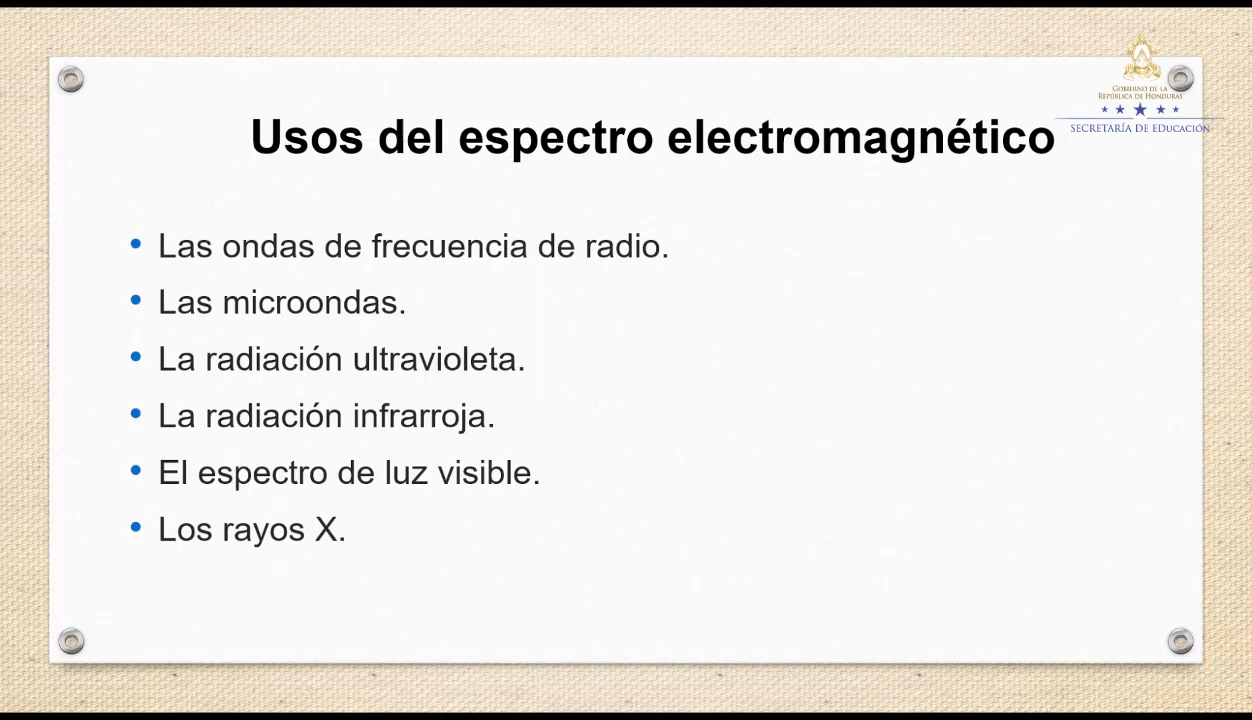 GOBIERNO DE LA
REPÚBLICA DE HONDURAS
SECRETARÍA DE EDUCACIÓN
Usos del espectro electromagnético
• Las ondas de frecuencia de radio.
• Las microondas.
• La radiación ultravioleta.
• La radiación infrarroja.
• El espectro de luz visible.
• Los rayos X.